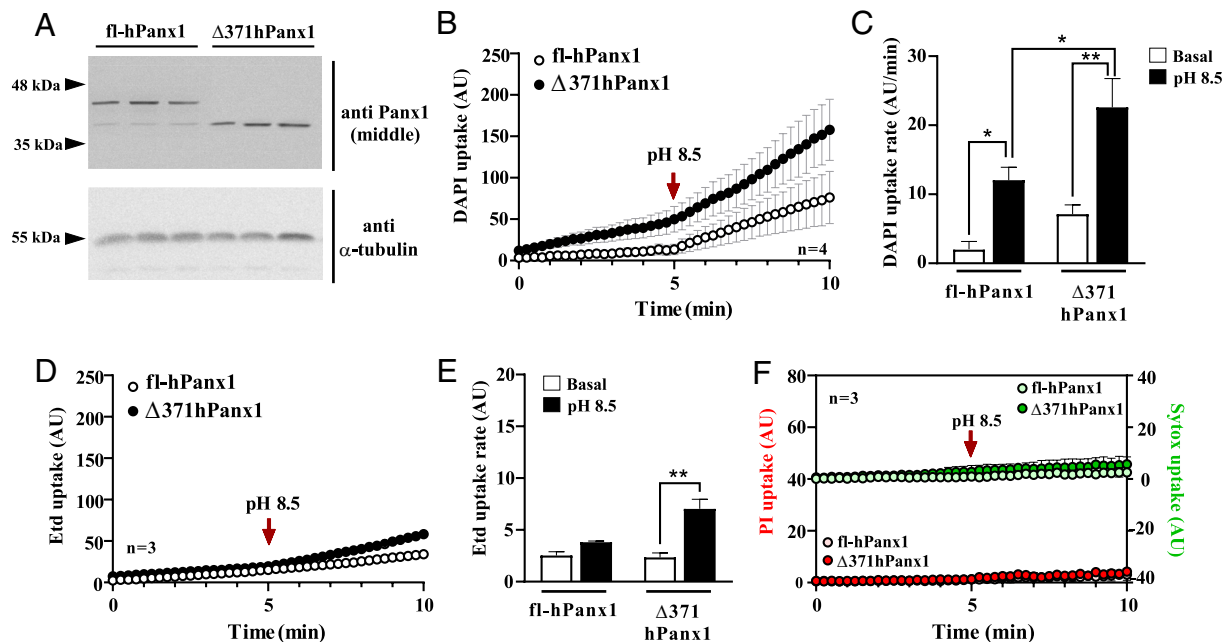 A
fl-hPanx1
Δ371hPanx1
48 kDa
35 kDa
anti Panx1
(middle)
55 kDa
anti
α-tubulin
B
fl-hPanx1
Δ371hPanx1
DAPI uptake (AU)
250
200
150
100
50
0
pH 8.5
n=4
0
5
10
Time (min)
C
DAPI uptake rate (AU/min)
30
20
10
0
Basal
pH 8.5
*
*
**
fl-hPanx1
Δ371
hPanx1
D
fl-hPanx1
Δ371hPanx1
Etd uptake (AU)
250
200
150
100
50
0
pH 8.5
n=3
0
5
10
Time (min)
E
Basal
pH 8.5
Etd uptake rate (AU)
20
15
10
5
0
**
fl-hPanx1
Δ371
hPanx1
F
PI uptake (AU)
80
60
40
20
0
n=3
fl-hPanx1
Δ371hPanx1
pH 8.5
fl-hPanx1
Δ371hPanx1
Sytox uptake (AU)
40
20
0
-20
-40
0
5
10
Time (min)